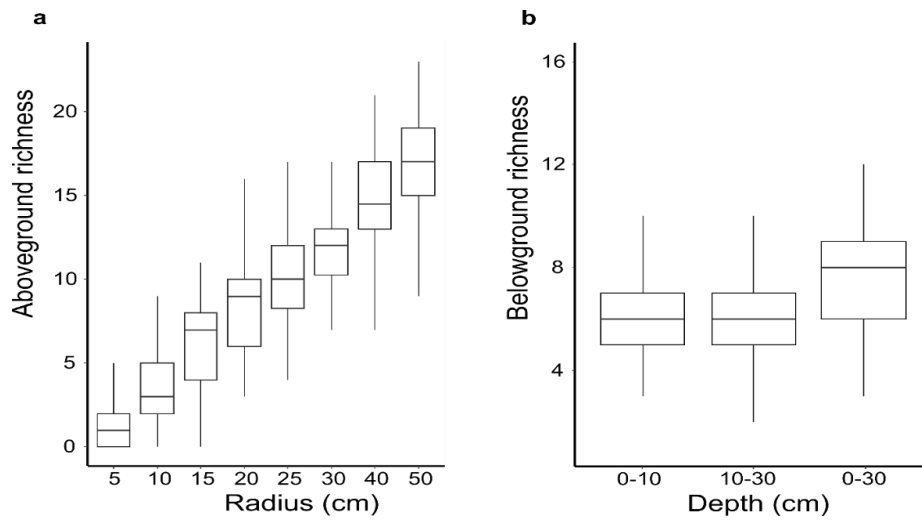 a
Aboveground richness
20
15
10
5
0
5 10 15 20 25 30 40 50
Radius (cm)
b
Belowground richness
16
12
8
4
0-10 10-30 0-30
Depth (cm)